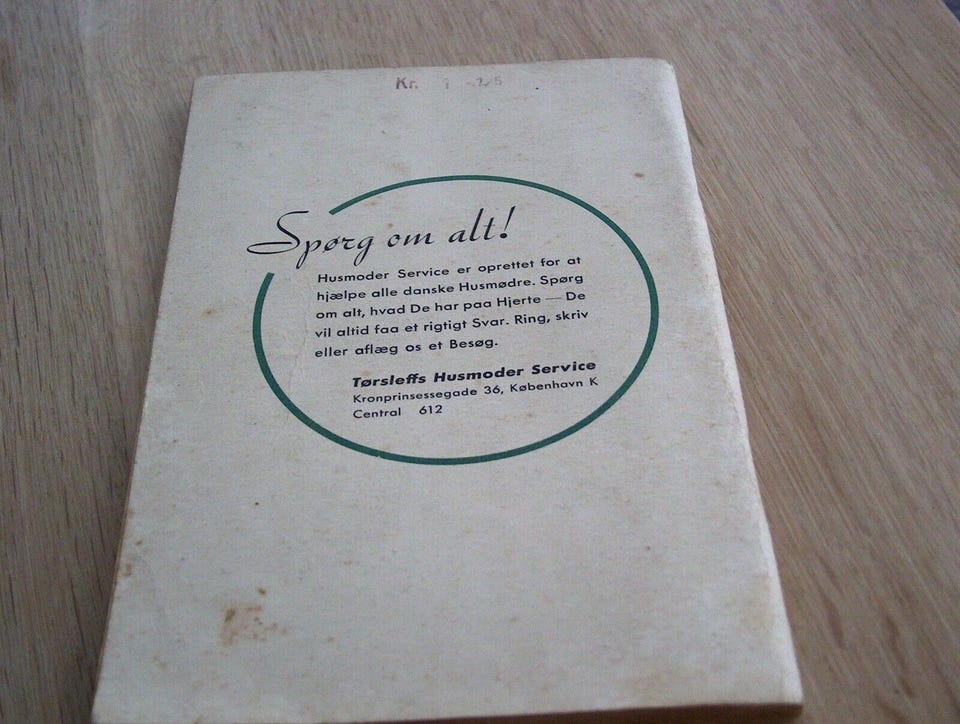 Kr.
Spørg om alt!
Husmoder Service er oprettet for at
hjælpe alle danske Husmødre. Spørg
om alt, hvad De har paa Hjerte — De
vil altid faa et rigtigt Svar. Ring, skriv
eller aflæg os et Besøg.
Tørsleffs Husmoder Service
Kronprinsessegade 36, København K
Central 612